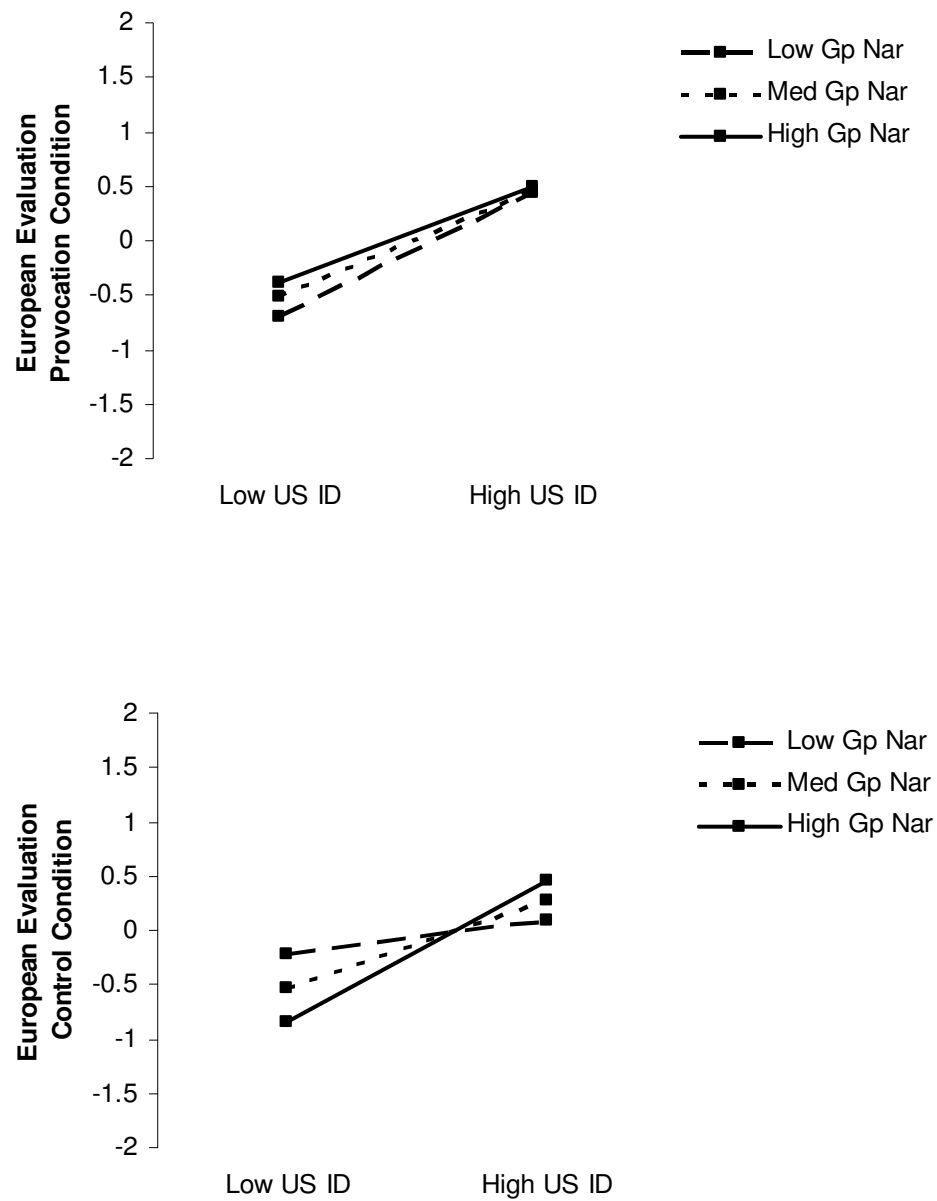 2
1.5
1
0.5
0
-0.5
-1
-1.5
-2
European Evaluation
Provocation Condition
Low US ID
High US ID
Low Gp Nar
Med Gp Nar
High Gp Nar
2
1.5
1
0.5
0
-0.5
-1
-1.5
-2
European Evaluation
Control Condition
Low US ID
High US ID
Low Gp Nar
Med Gp Nar
High Gp Nar